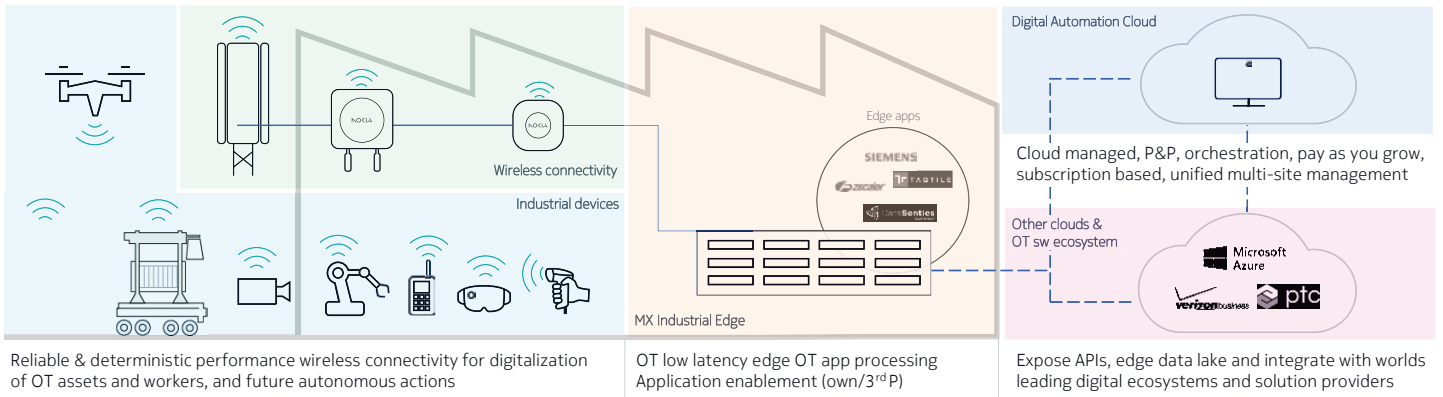 Digital Automation Cloud
NOKIA
NOKIA
Edge apps
SIEMENS
zscaler
TAQTILE
Wireless connectivity
Cloud managed, P&P, orchestration, pay as you grow,
subscription based, unified multi-site management
Industrial devices
Other clouds &
OT sw ecosystem
Microsoft
Azure
verizon business
ptc
MX Industrial Edge
Reliable & deterministic performance wireless connectivity for digitalization
of OT assets and workers, and future autonomous actions
OT low latency edge OT app processing
Application enablement (own/3rd P)
Expose APIs, edge data lake and integrate with worlds
leading digital ecosystems and solution providers